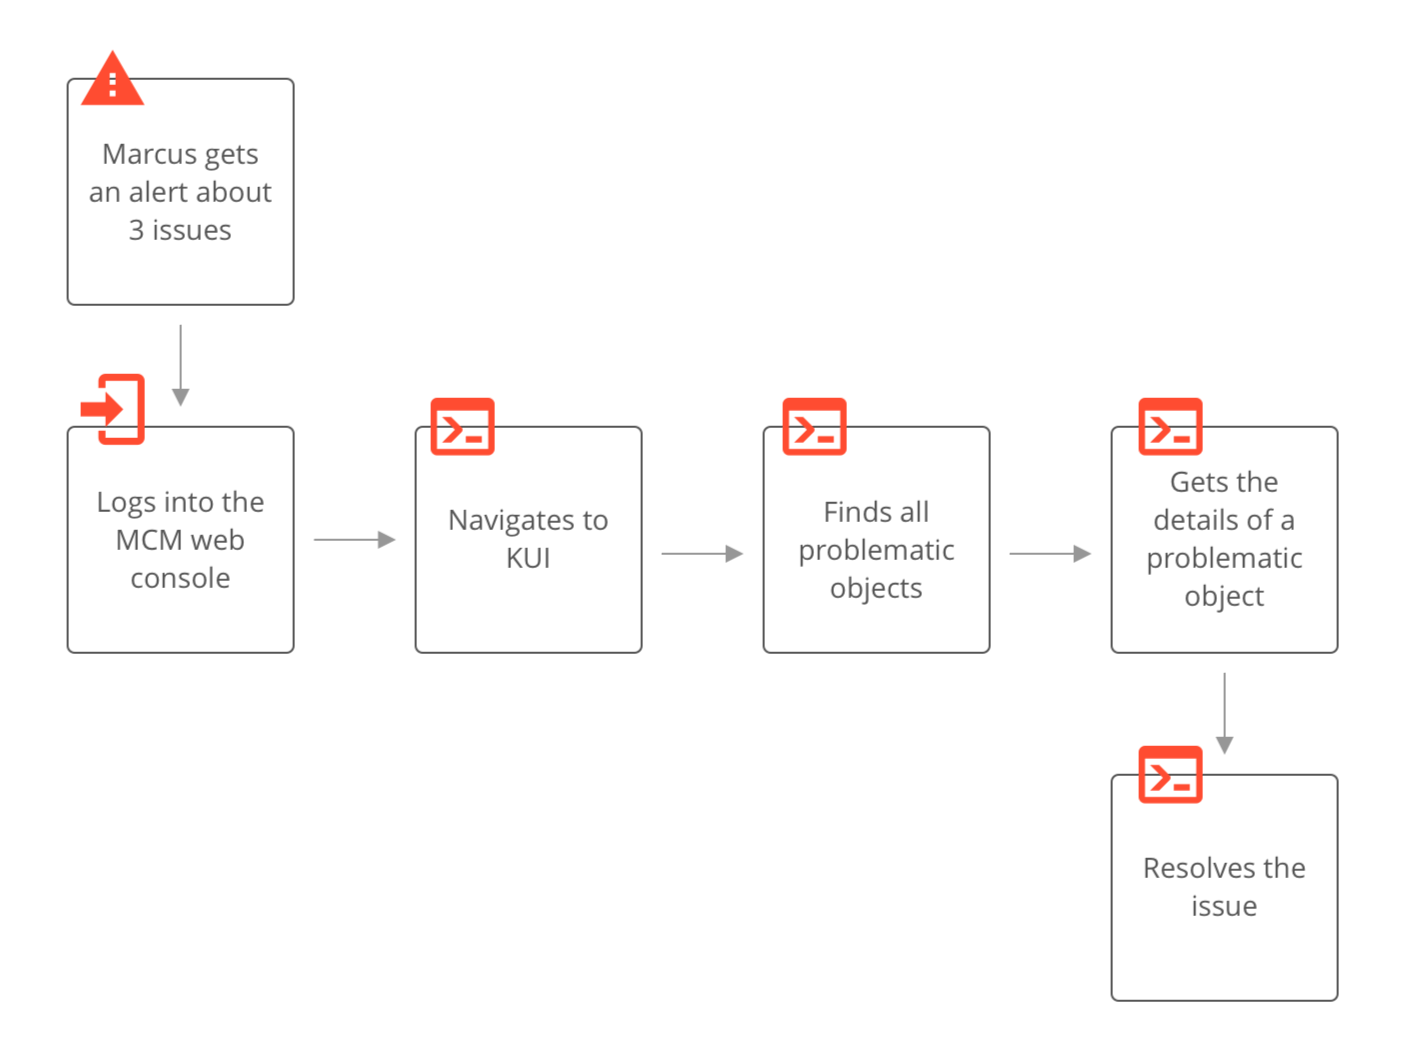 Marcus gets
an alert about
3 issues
Logs into the
MCM web
console
Navigates to
KUI
Finds all
problematic
objects
Gets the
details of a
problematic
object
Resolves the
issue